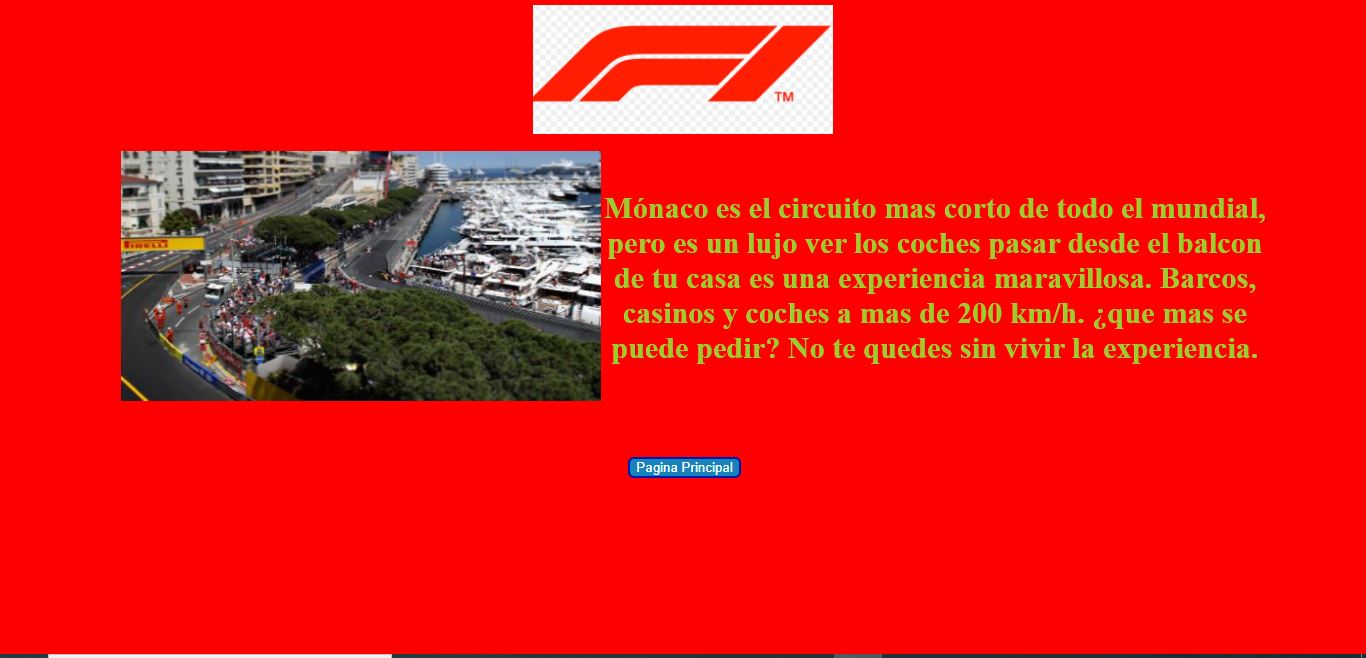 TM
PIRELLI
Mónaco es el circuito mas corto de todo el mundial,
pero es un lujo ver los coches pasar desde el balcon
de tu casa es una experiencia maravillosa. Barcos,
casinos y coches a mas de 200 km/h. ¿que mas se
puede pedir? No te quedes sin vivir la experiencia.
Pagina Principal